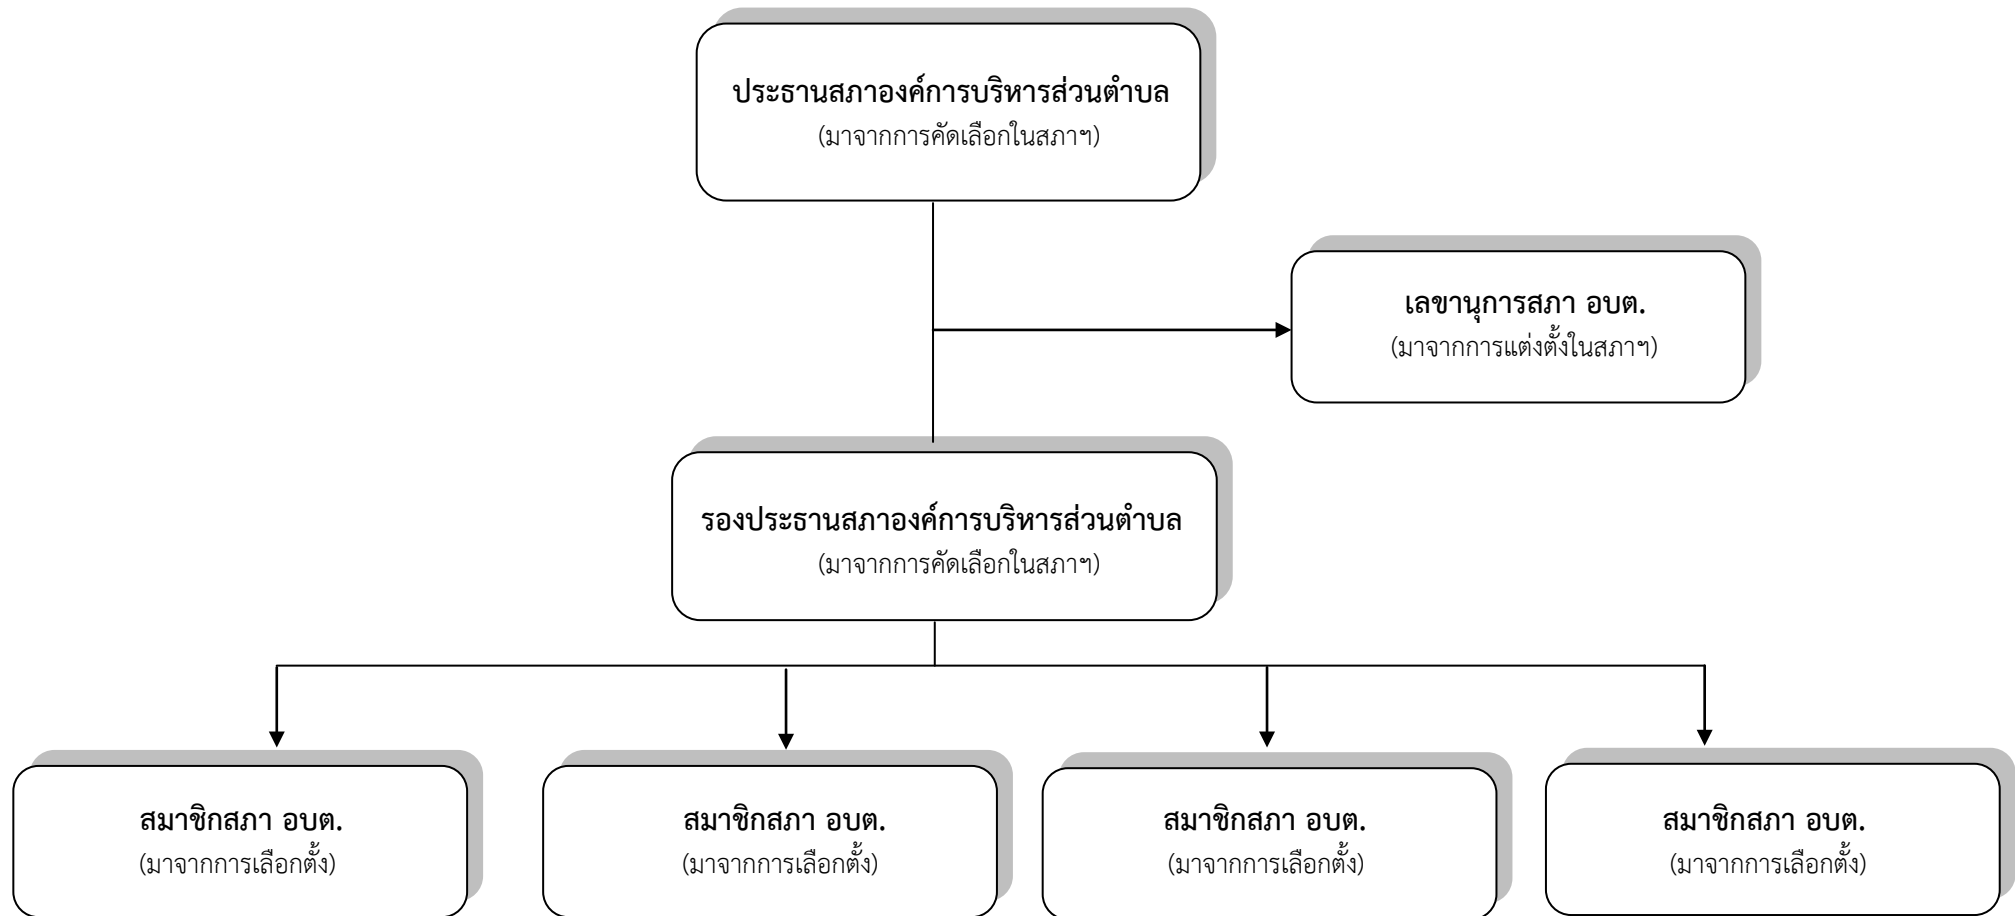 ประธานสภาองค์การบริหารส่วนตำบล
(มาจากการคัดเลือกในสภาฯ)
เลขานุการสภา อบต.
(มาจากการแต่งตั้งในสภาฯ)
รองประธานสภาองค์การบริหารส่วนตำบล
(มาจากการคัดเลือกในสภาฯ)
สมาชิกสภา อบต.
(มาจากการเลือกตั้ง)
สมาชิกสภา อบต.
(มาจากการเลือกตั้ง)
สมาชิกสภา อบต.
(มาจากการเลือกตั้ง)
สมาชิกสภา อบต.
(มาจากการเลือกตั้ง)